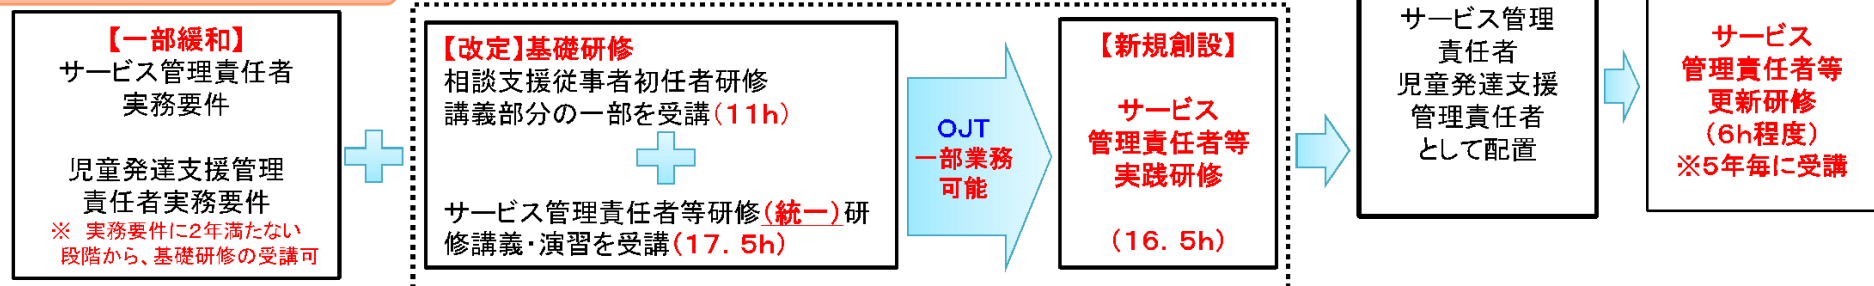 【一部緩和】
サービス管理責任者
実務要件
児童発達支援管理
責任者実務要件
※ 実務要件に2年満たない
段階から、基礎研修の受講可
【改定】基礎研修
相談支援従事者初任者研修
講義部分の一部を受講(11h)
サービス管理責任者等研修(統一)研
修講義・演習を受講(17.5h)
OJT
一部業務
可能
【新規創設】
サービス
管理責任者等
実践研修
(16.5h)
サービス管理
責任者
児童発達支援
管理責任者
として配置
サービス
管理責任者等
更新研修
(6h程度)
※5年毎に受講